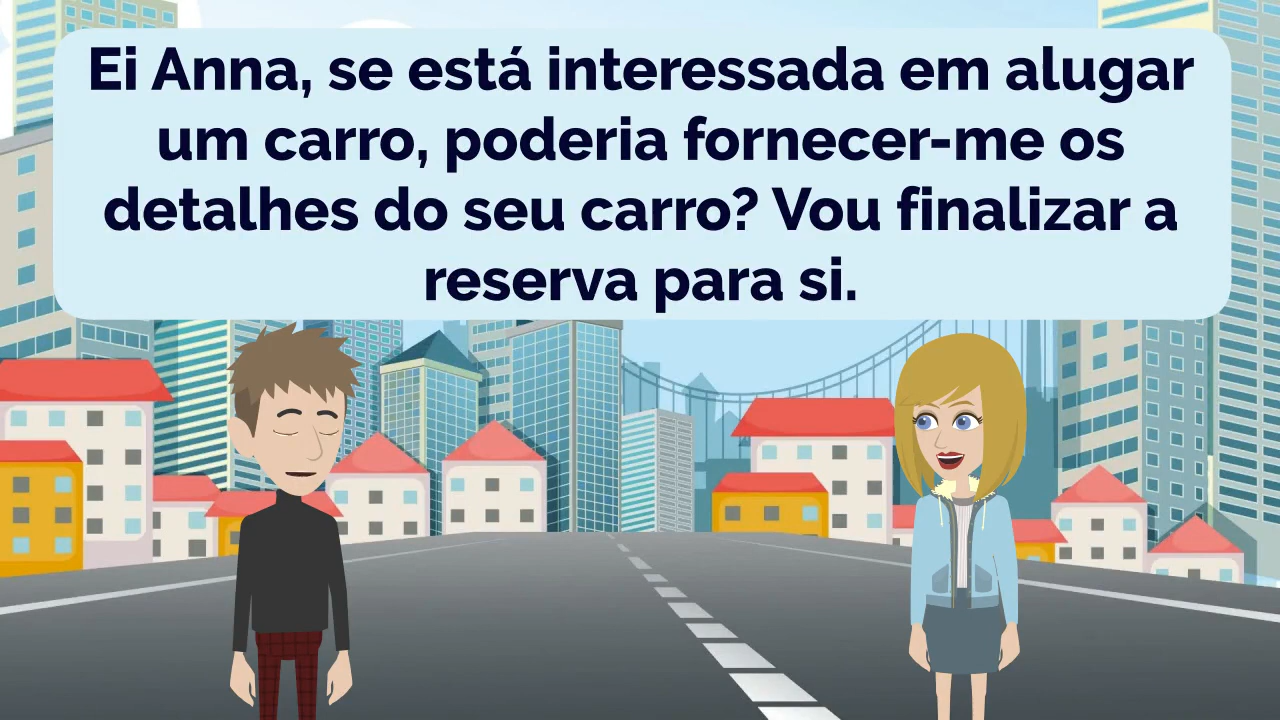 Ei Anna, se está interessada em alugar
um carro, poderia fornecer-me os
detalhes do seu carro? Vou finalizar a
reserva para si.